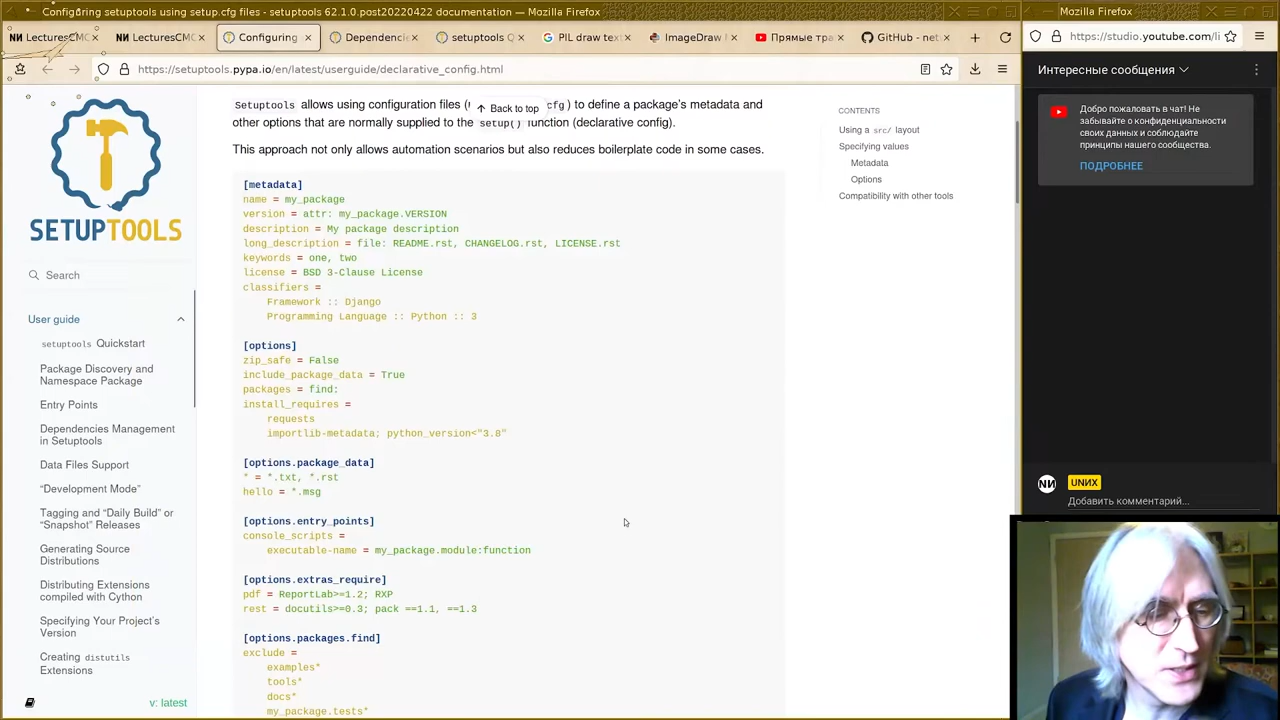 Configuring setuptools using setup.cfg files - setuptools 62.1.0.post20220422 documentation — Mozilla Firefox
Mozilla Firefox
LecturesCMC
LecturesCMC
Configuring
Dependencie
setuptools Q
PIL draw text
ImageDraw M
Прямые тра
GitHub - net
https://setuptools.pypa.io/en/latest/userguide/declarative_config.html
https://studio.youtube.com/li
SETUPTOOLS
Search
User guide
setuptools Quickstart
Package Discovery and
Namespace Package
Entry Points
Dependencies Management
in Setuptools
Data Files Support
“Development Mode”
Tagging and “Daily Build” or
“Snapshot” Releases
Generating Source
Distributions
Distributing Extensions
compiled with Cython
Specifying Your Project’s
Version
Creating distutils
Extensions
v: latest
Setuptools allows using configuration files ( cfg) to define a package’s metadata and
Back to top
other options that are normally supplied to the setup() function (declarative config).
This approach not only allows automation scenarios but also reduces boilerplate code in some cases.
[metadata]
name = my_package
version = attr: my_package.VERSION
description = My package description
long_description = file: README.rst, CHANGELOG.rst, LICENSE.rst
keywords = one, two
license = BSD 3-Clause License
classifiers =
    Framework :: Django
    Programming Language :: Python :: 3
[options]
zip_safe = False
include_package_data = True
packages = find:
install_requires =
    requests
    importlib-metadata; python_version<"3.8"
[options.package_data]
* = *.txt, *.rst
hello = *.msg
[options.entry_points]
console_scripts =
    executable-name = my_package.module:function
[options.extras_require]
pdf = ReportLab>=1.2; RXP
rest = docutils>=0.3; pack ==1.1, ==1.3
[options.packages.find]
exclude =
    examples*
    tools*
    docs*
    my_package.tests*
CONTENTS
Using a src/ layout
Specifying values
Metadata
Options
Compatibility with other tools
Интересные сообщения
Добро пожаловать в чат! Не
забывайте о конфиденциальности
своих данных и соблюдайте
принципы нашего сообщества.
ПОДРОБНЕЕ
UNИX
Добавить комментарий...